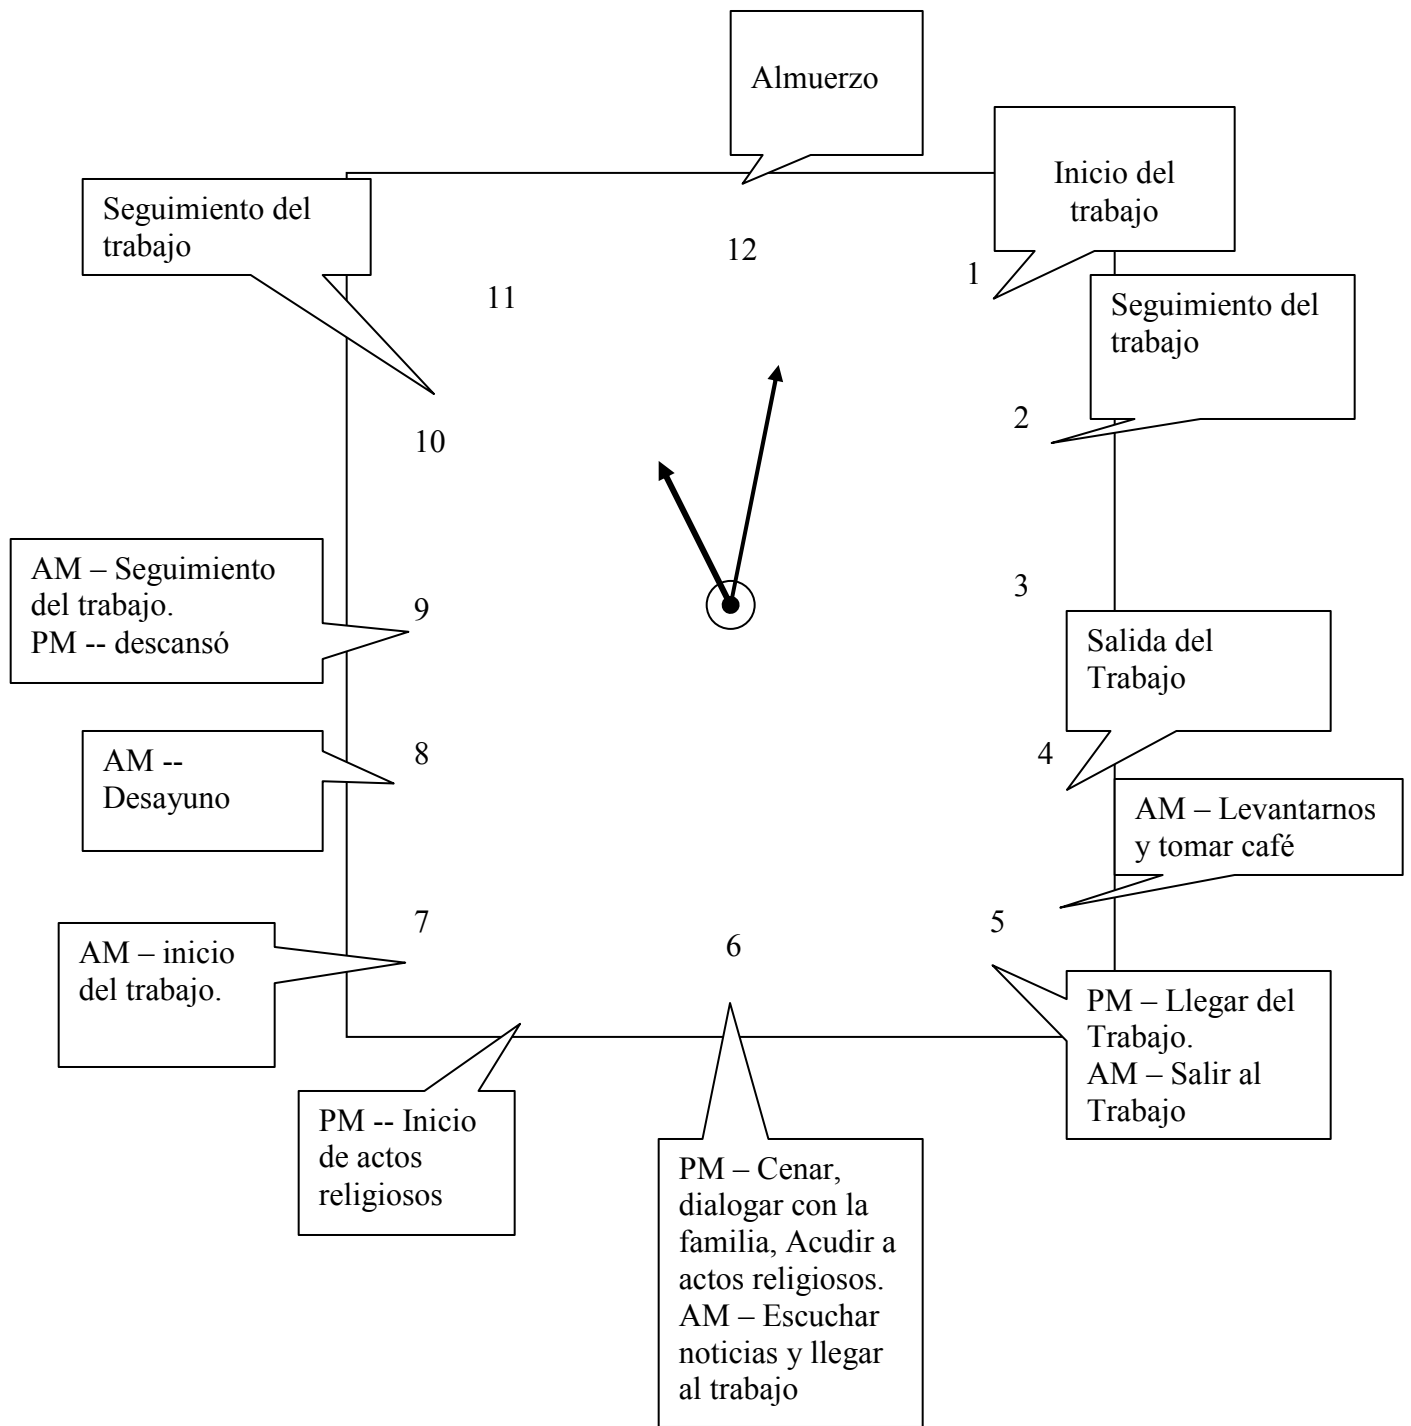 Almuerzo
Inicio del
trabajo
Seguimiento del
trabajo
12
1
11
Seguimiento del
trabajo
2
10
AM – Seguimiento
del trabajo.
PM -- descansó
9
3
Salida del
Trabajo
AM --
Desayuno
8
4
AM – Levantarnos
y tomar café
7
5
6
AM – inicio
del trabajo.
PM – Llegar del
Trabajo.
AM – Salir al
Trabajo
PM -- Inicio
de actos
religiosos
PM – Cenar,
dialogar con la
familia, Acudir a
actos religiosos.
AM – Escuchar
noticias y llegar
al trabajo